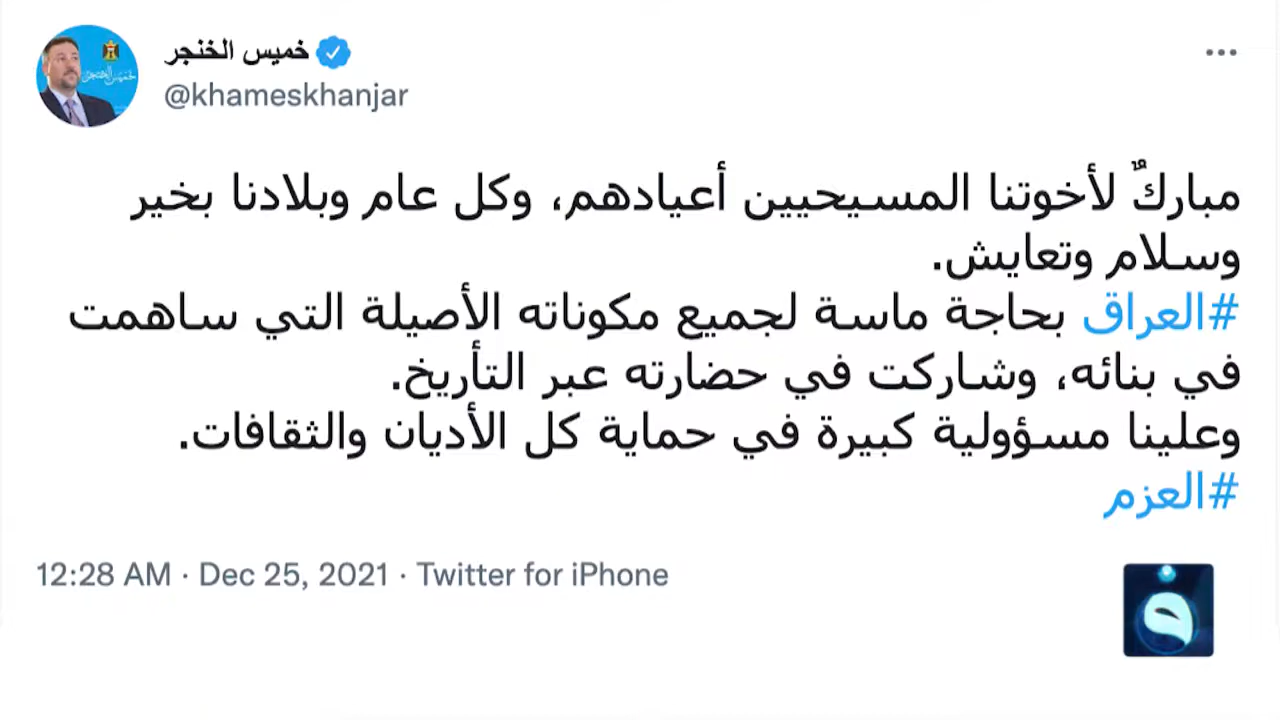 خميس الخنجر
@khameskhanjar
مباركٌ لأخوتنا المسيحيين أعيادهم، وكل عام وبلادنا بخير
وسلام وتعايش.
#العراق بحاجة ماسة لجميع مكوناته الأصيلة التي ساهمت
في بنائه، وشاركت في حضارته عبر التأريخ.
وعلينا مسؤولية كبيرة في حماية كل الأديان والثقافات.
#العزم
12:28 AM · Dec 25, 2021 · Twitter for iPhone